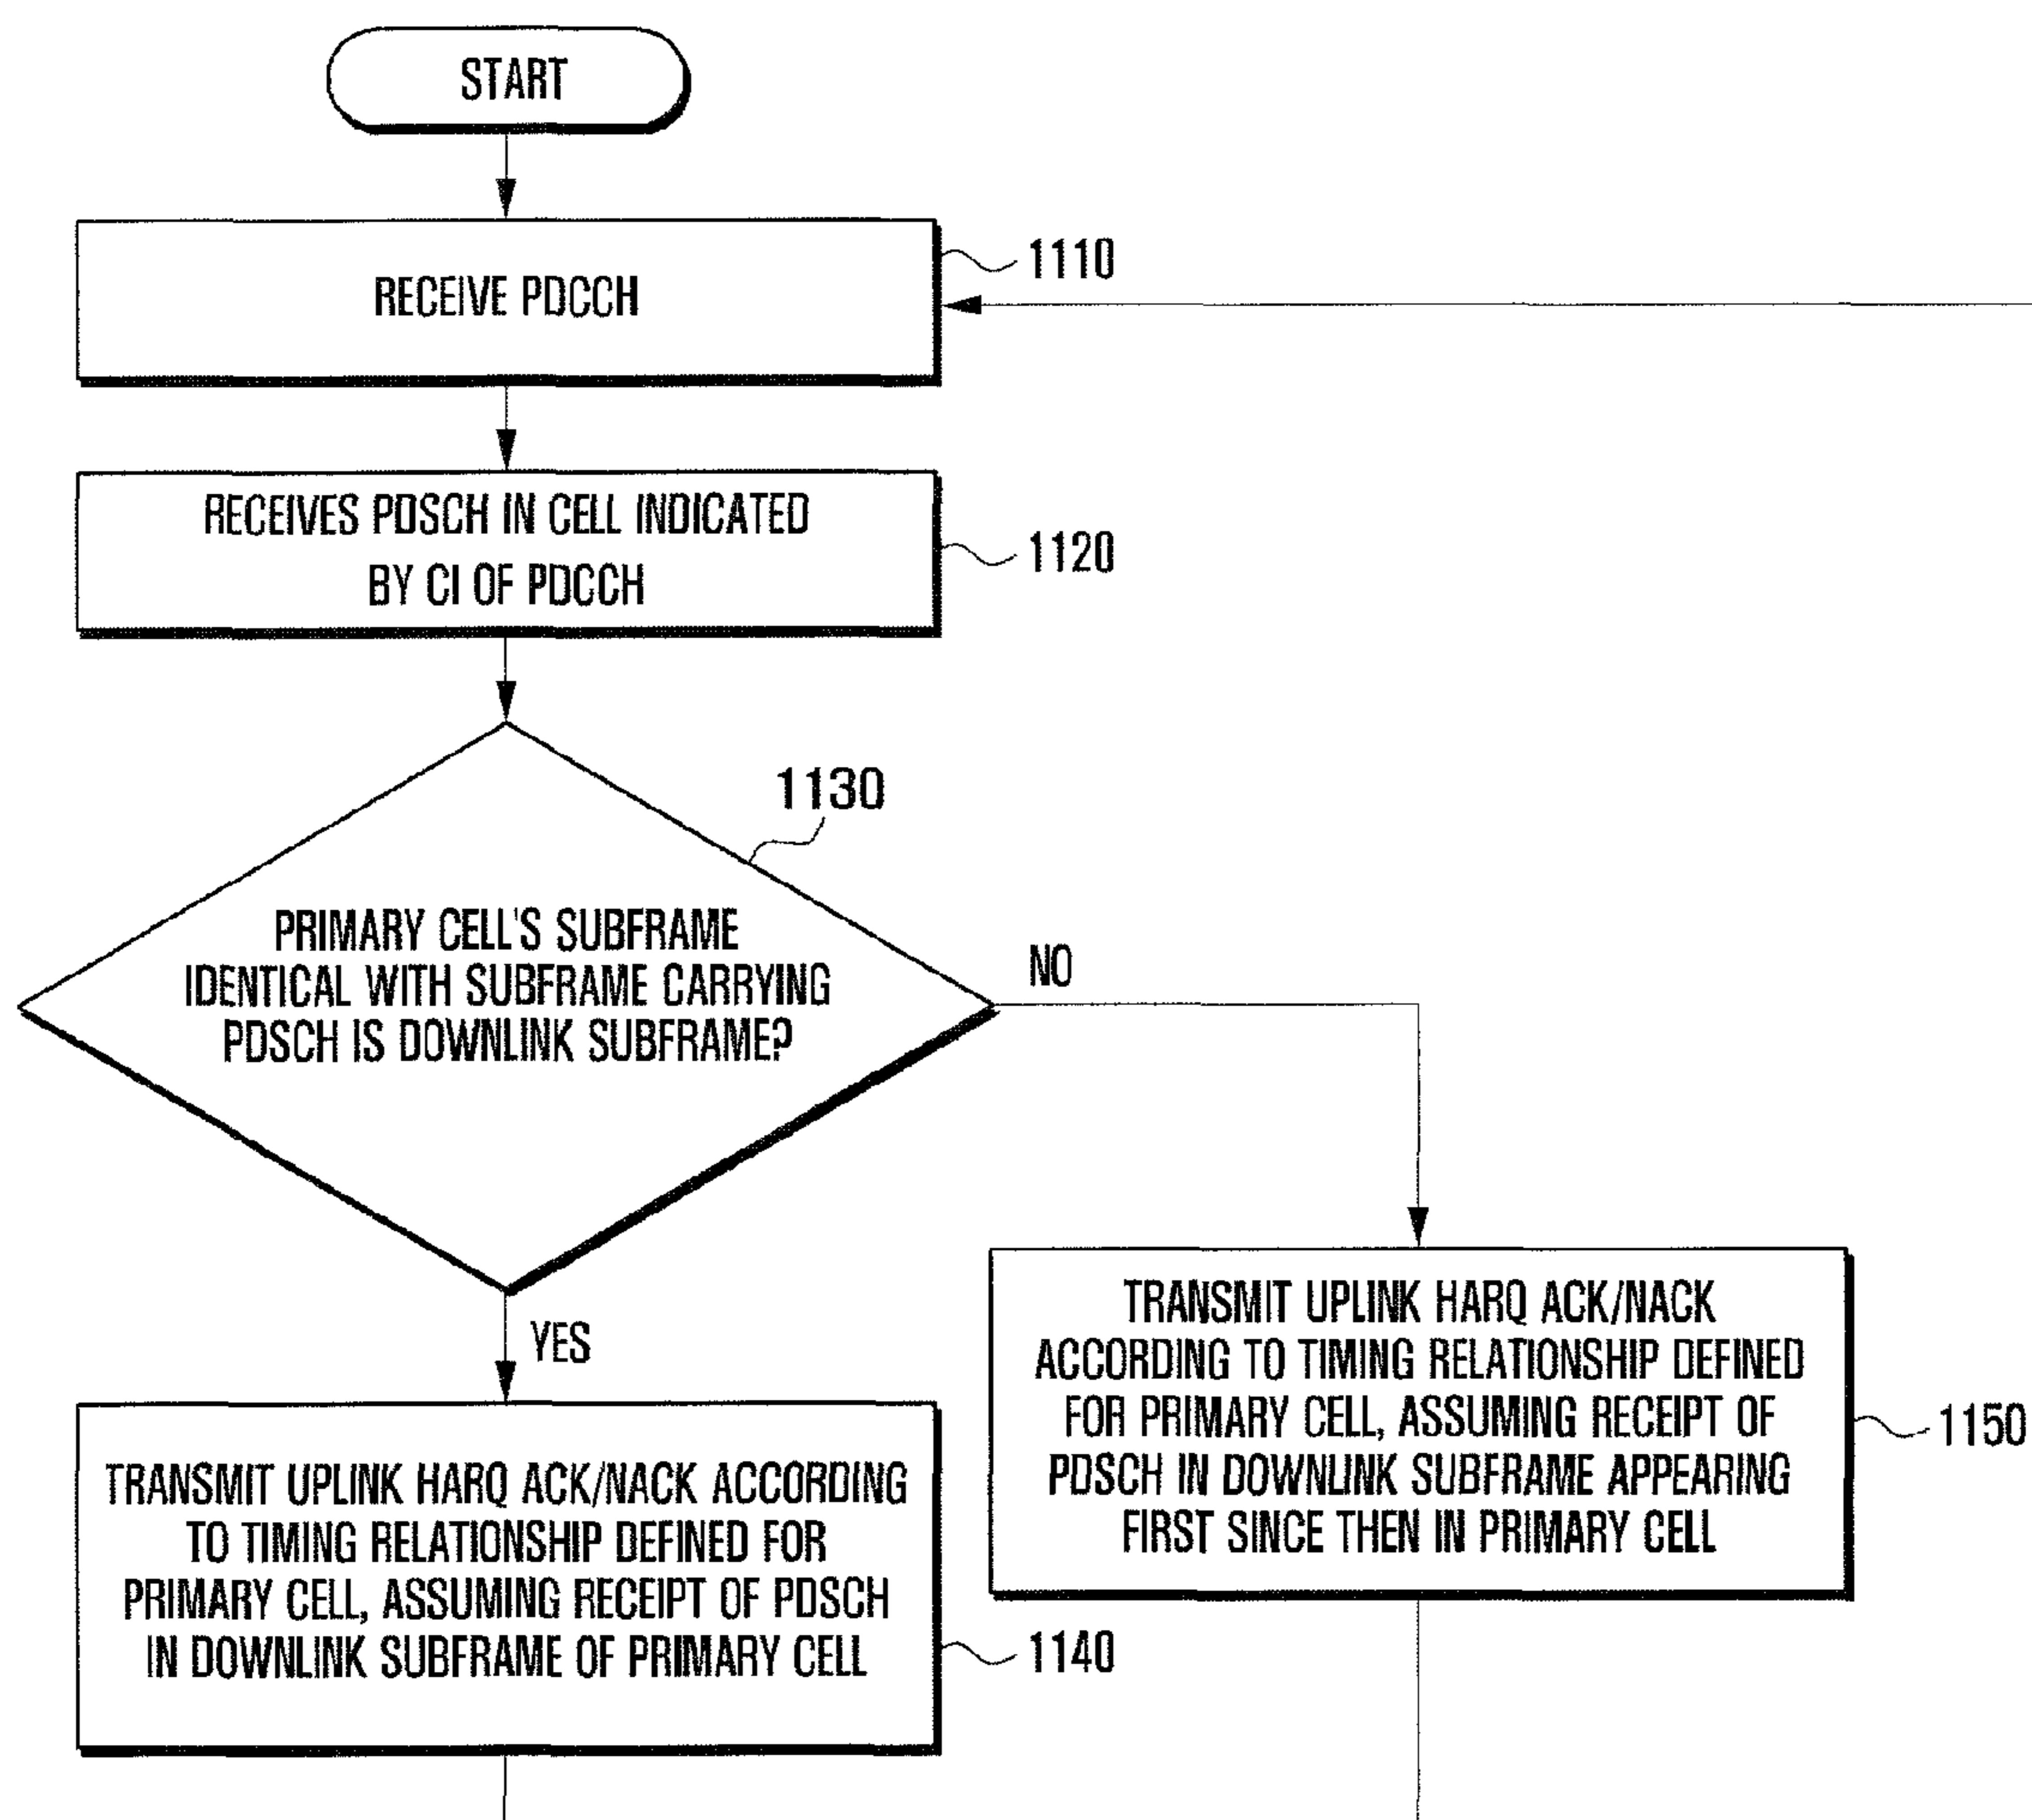 START
RECEIVE PDCCH
1110
RECEIVES PDSCH IN CELL INDICATED
BY CI OF PDCCH
1120
1130
PRIMARY CELL'S SUBFRAME
IDENTICAL WITH SUBFRAME CARRYING
PDSCH IS DOWNLINK SUBFRAME?
NO
YES
TRANSMIT UPLINK HARQ ACK/NACK
ACCORDING TO TIMING RELATIONSHIP DEFINED
FOR PRIMARY CELL, ASSUMING RECEIPT OF
PDSCH IN DOWNLINK SUBFRAME APPEARING
FIRST SINCE THEN IN PRIMARY CELL
1150
TRANSMIT UPLINK HARQ ACK/NACK ACCORDING
TO TIMING RELATIONSHIP DEFINED FOR
PRIMARY CELL, ASSUMING RECEIPT OF PDSCH
IN DOWNLINK SUBFRAME OF PRIMARY CELL
1140